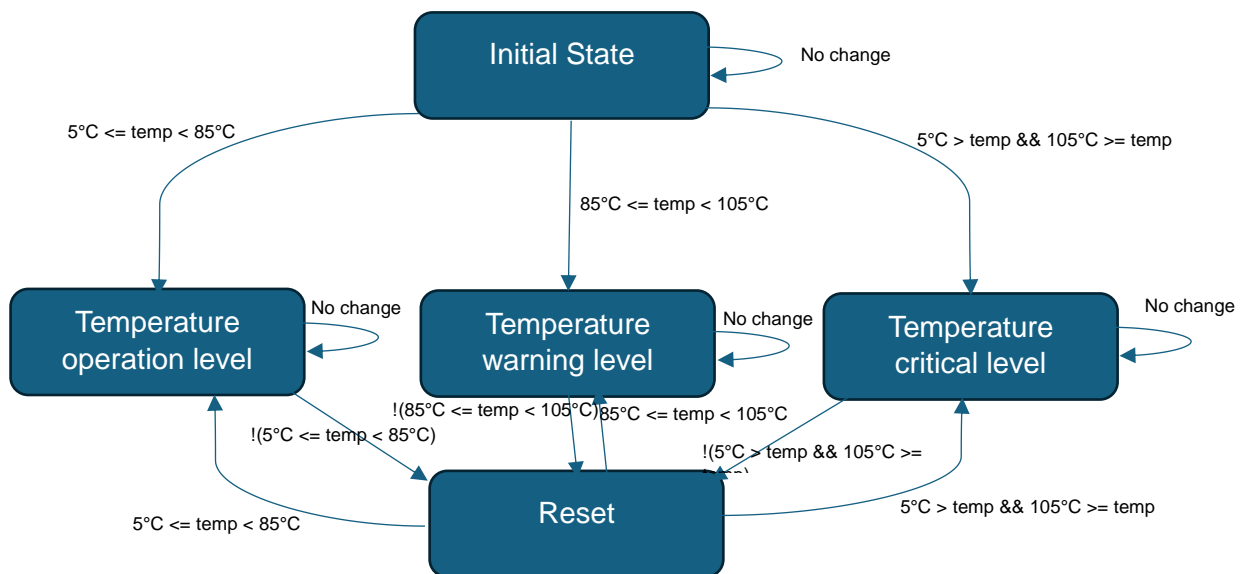 Initial State
No change
5°C <= temp < 85°C
5°C > temp && 105°C >= temp
85°C <= temp < 105°C
Temperature
operation level
No change
Temperature
warning level
No change
Temperature
critical level
No change
!(85°C <= temp < 105°C)
85°C <= temp < 105°C
!(5°C <= temp < 85°C)
!(5°C > temp && 105°C >=
Reset
5°C <= temp < 85°C
5°C > temp && 105°C >= temp